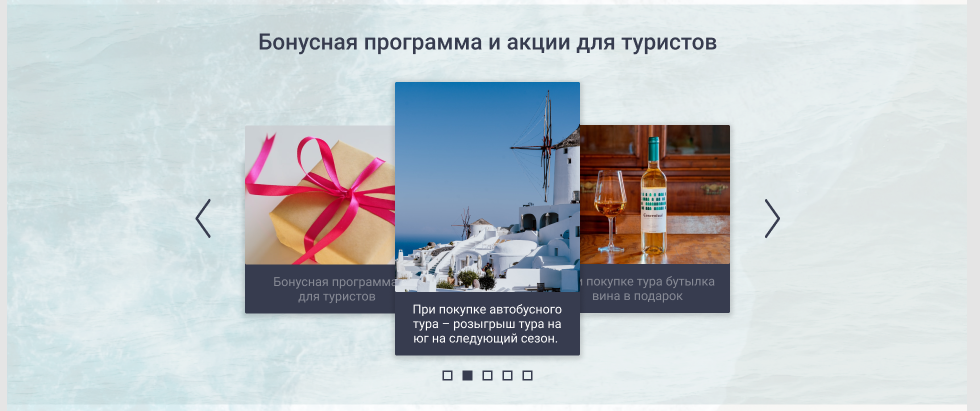 Бонусная программа и акции для туристов
Бонусная программа
для туристов
При покупке автобусного
тура – розыгрыш тура на
юг на следующий сезон.
покупке тура бутылка
вина в подарок